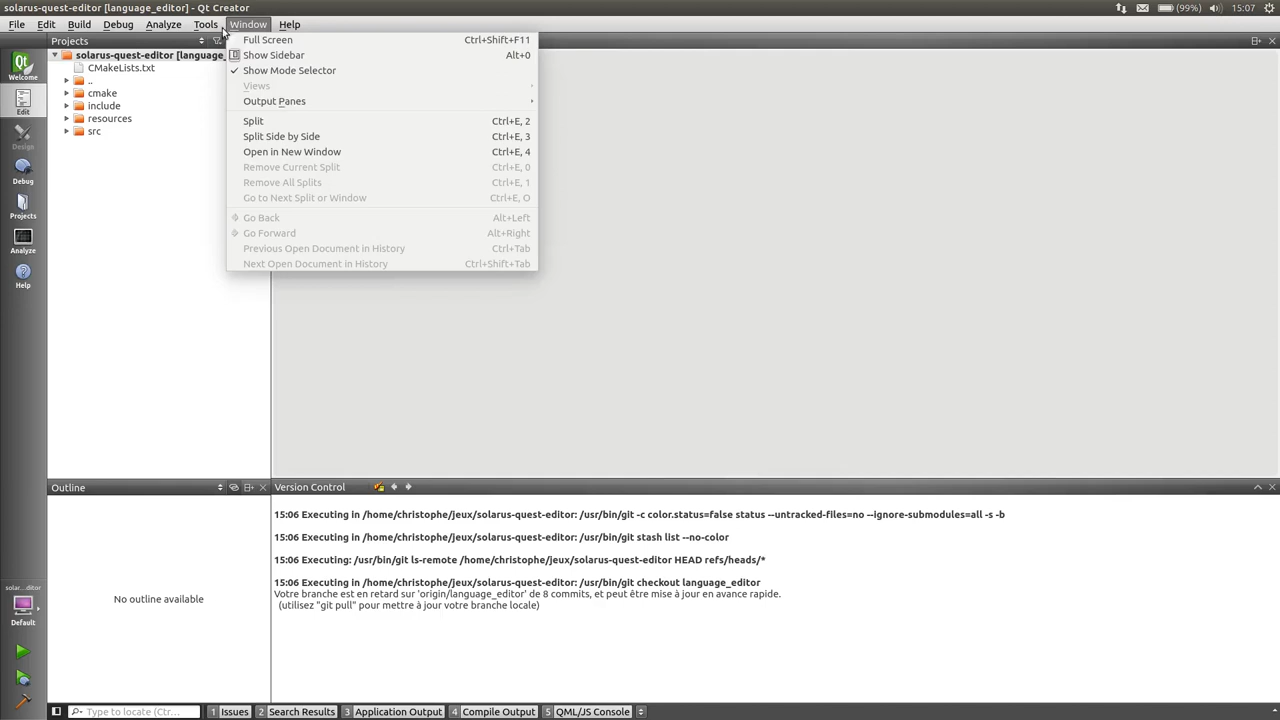 solarus-quest-editor [language_editor] - Qt Creator
(99%) 15:07
File Edit Build Debug Analyze Tools Window Help
Projects
Full Screen Ctrl+Shift+F11
solarus-quest-editor [language_
Show Sidebar Alt+0
CMakeLists.txt
Show Mode Selector
Welcome
..
Views
cmake
Output Panes
include
Edit
resources
Split Ctrl+E, 2
src
Split Side by Side Ctrl+E, 3
Design
Open in New Window Ctrl+E, 4
Remove Current Split Ctrl+E, 0
Debug
Remove All Splits Ctrl+E, 1
Go to Next Split or Window Ctrl+E, O
Projects
Go Back Alt+Left
Go Forward Alt+Right
Analyze
Previous Open Document in History Ctrl+Tab
Next Open Document in History Ctrl+Shift+Tab
Help
Outline
Version Control
15:06 Executing in /home/christophe/jeux/solarus-quest-editor: /usr/bin/git -c color.status=false status --untracked-files=no --ignore-submodules=all -s -b
15:06 Executing in /home/christophe/jeux/solarus-quest-editor: /usr/bin/git stash list --no-color
15:06 Executing: /usr/bin/git ls-remote /home/christophe/jeux/solarus-quest-editor HEAD refs/heads/*
15:06 Executing in /home/christophe/jeux/solarus-quest-editor: /usr/bin/git checkout language_editor
Votre branche est en retard sur 'origin/language_editor' de 8 commits, et peut être mise à jour en avance rapide.
(utilisez "git pull" pour mettre à jour votre branche locale)
No outline available
solar...ditor
Default
Type to locate (Ctr...
1 Issues 2 Search Results 3 Application Output 4 Compile Output 5 QML/JS Console